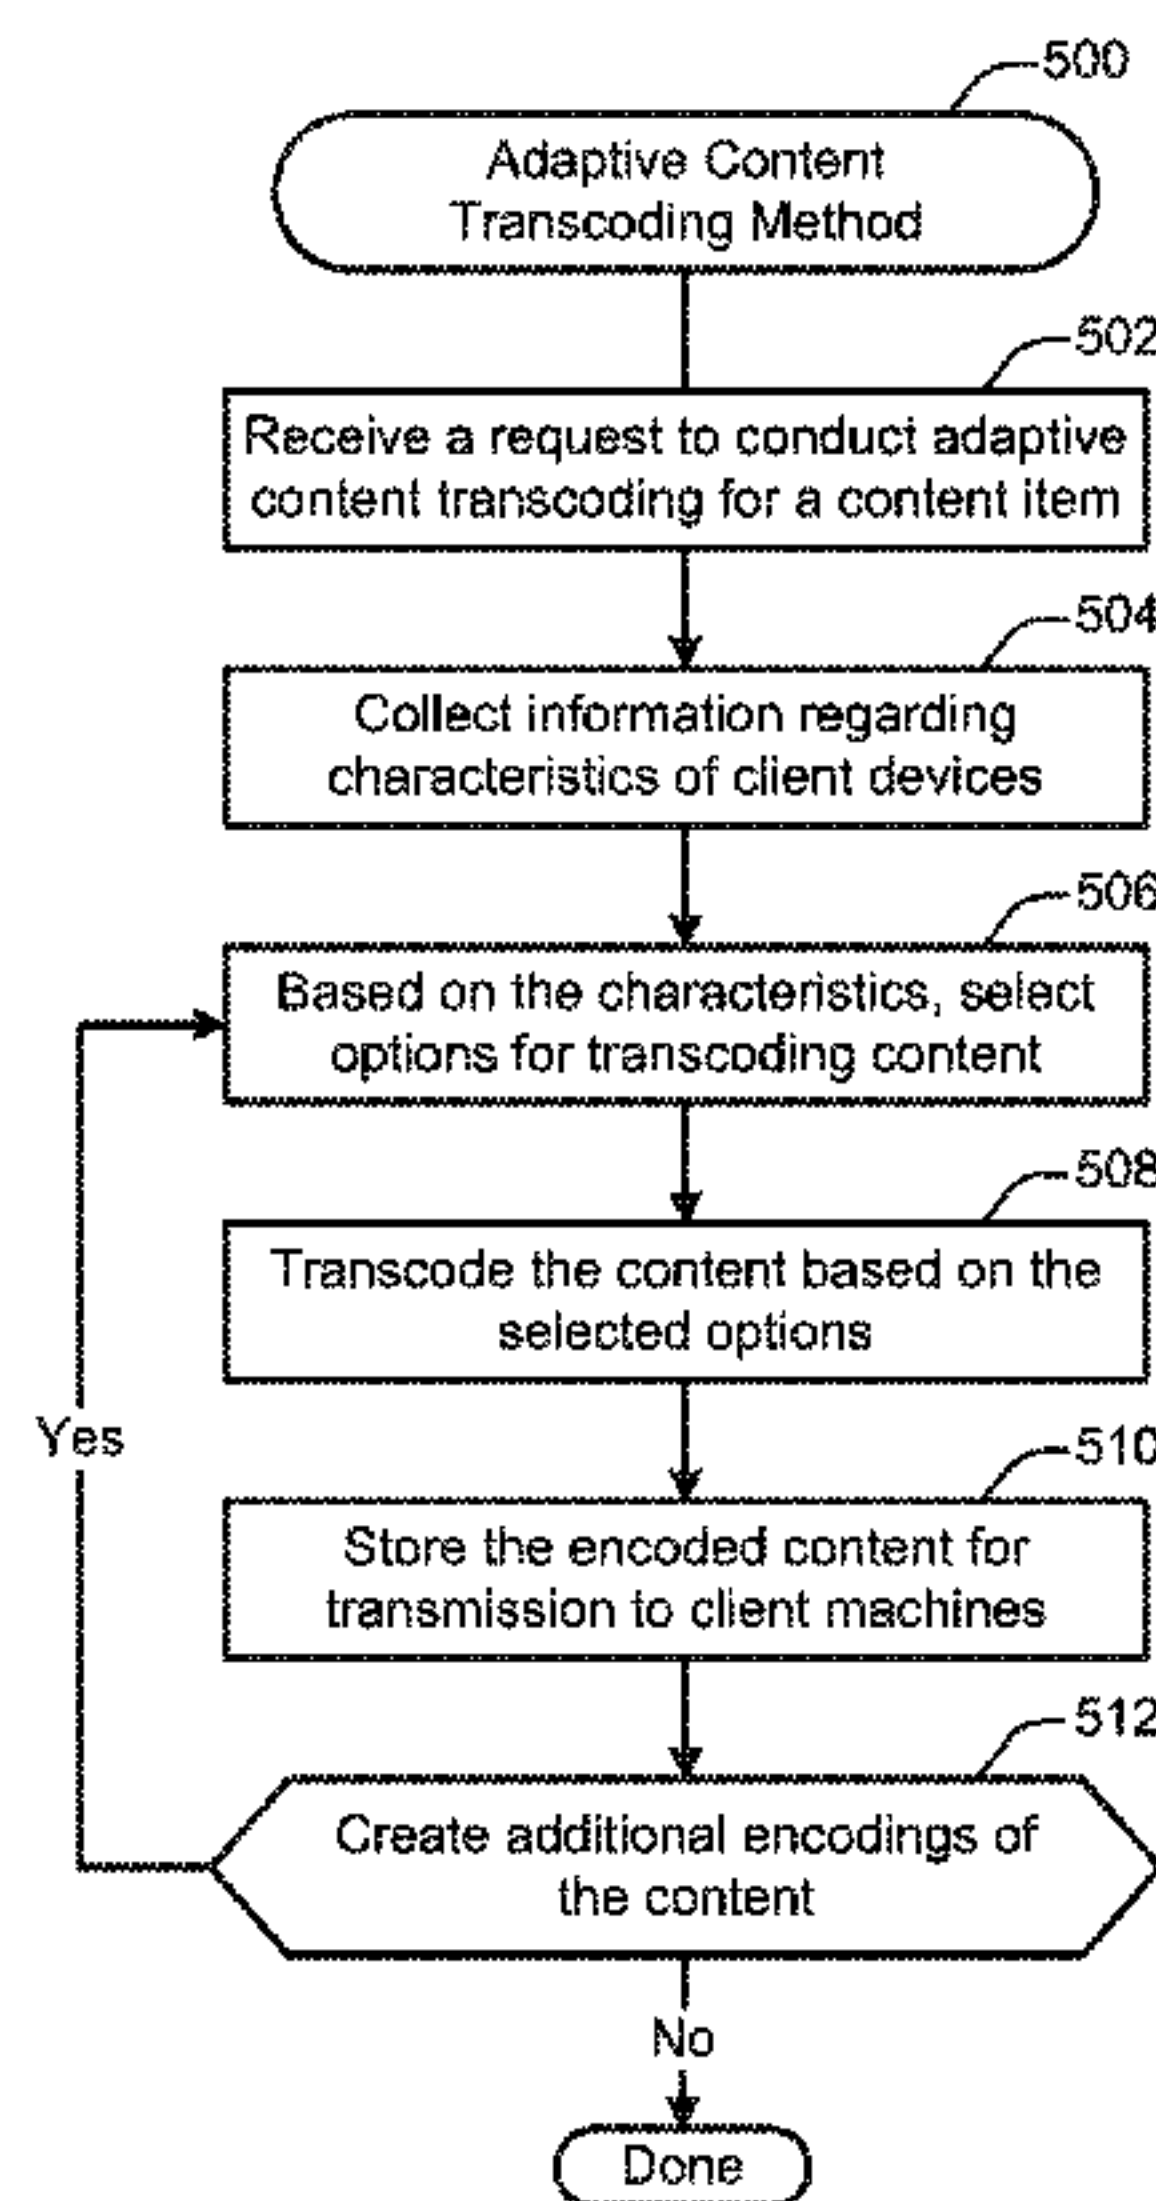 500
Adaptive Content
Transcoding Method
502
Receive a request to conduct adaptive
content transcoding for a content item
504
Collect information regarding
characteristics of client devices
506
Based on the characteristics, select
options for transcoding content
508
Transcode the content based on the
selected options
Yes
510
Store the encoded content for
transmission to client machines
512
Create additional encodings of
the content
No
Done